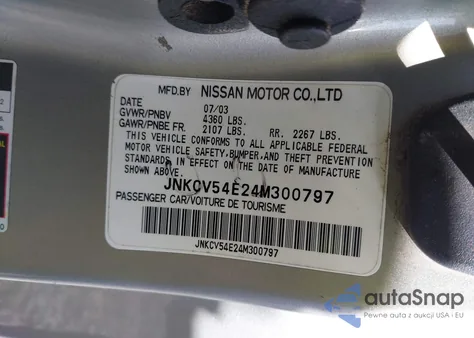 MFD.BY NISSAN MOTOR CO.,LTD
DATE 07/03
GVWR/PNBV 4360 LBS.
GAWR/PNBE FR. 2107 LBS. RR. 2267 LBS.
THIS VEHICLE CONFORMS TO ALL APPLICABLE FEDERAL
MOTOR VEHICLE SAFETY, BUMPER, AND THEFT PREVENTION
STANDARDS IN EFFECT ON THE DATE OF MANUFACTURE
SHOWN ABOVE.
JNKCV54E24M300797
PASSENGER CAR/VOITURE DE TOURISME
JNKCV54E24M300797
autoSnap
Pewne auta z aukcji USA i EU